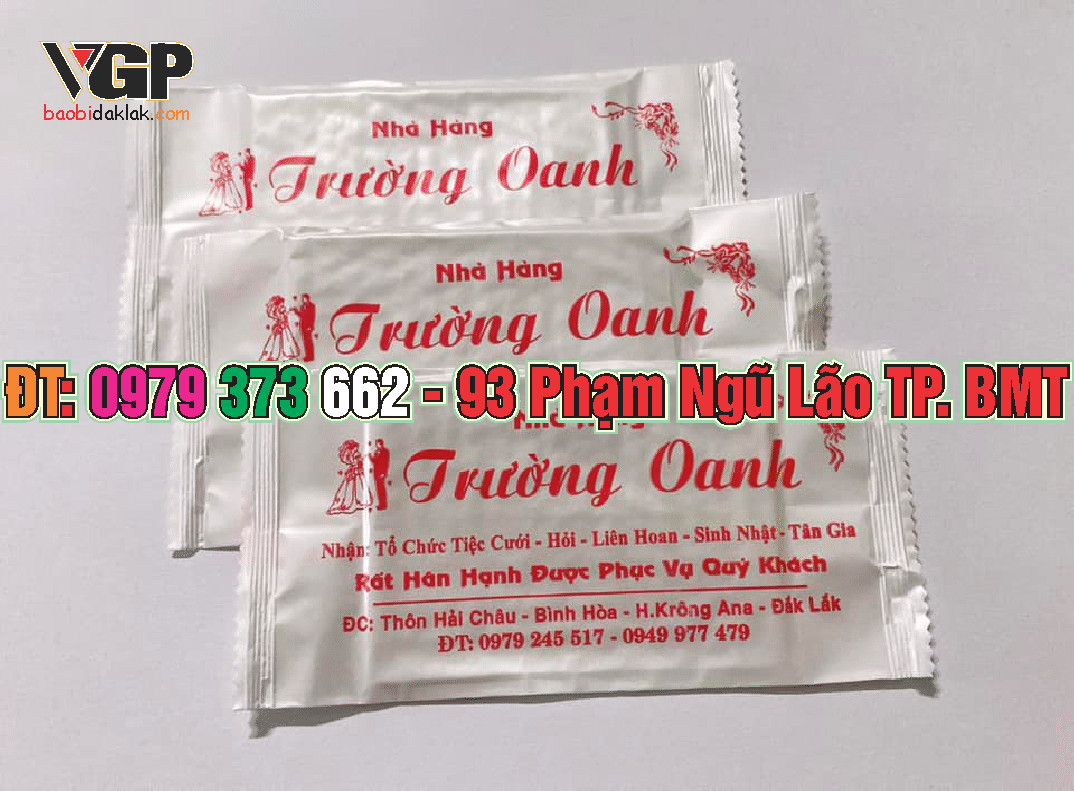 VGP
baobidaklak.com
Nhà Hàng
Trường Oanh
Nhà Hàng
Trường Oanh
ĐT: 0979 373 662 - 93 Phạm Ngũ Lão TP. BMT
Nhà Hàng
Trường Oanh
Nhận: Tổ Chức Tiệc Cưới - Hỏi - Liên Hoan - Sinh Nhật - Tân Gia
Rất Hân Hạnh Được Phục Vụ Quý Khách
ĐC: Thôn Hải Châu - Bình Hòa - H.Krông Ana - Đắk Lắk
ĐT: 0979 245 517 - 0949 977 479